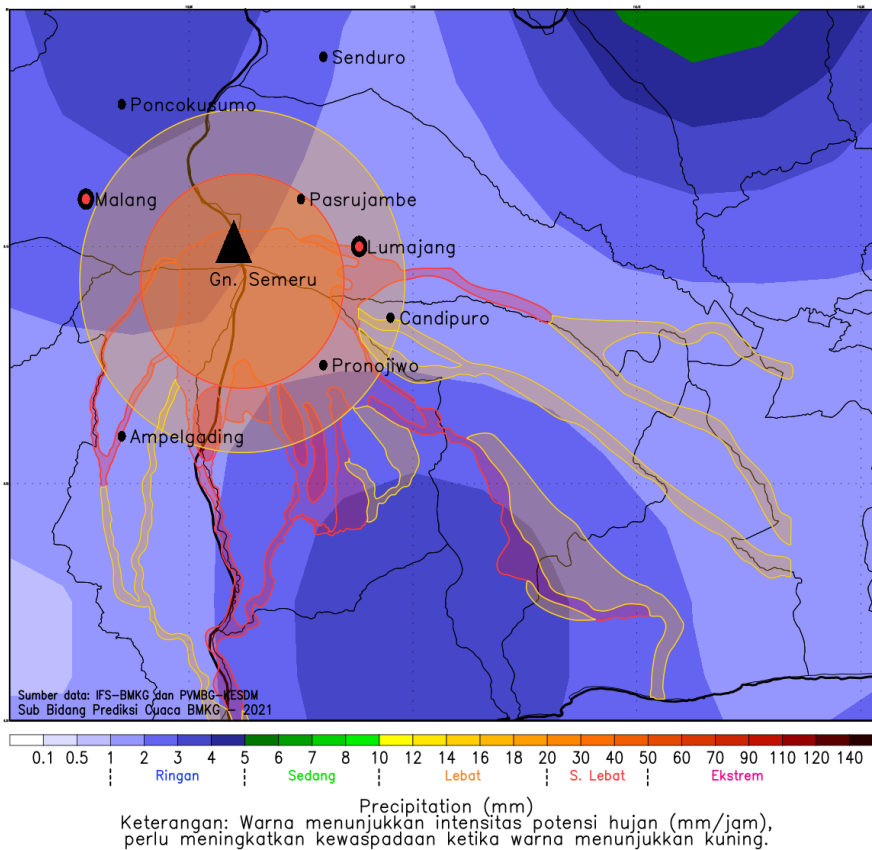 Senduro
Poncokusumo
Malang
Pasrujambe
Lumajang
Gn. Semeru
Candipuro
Pronojiwo
Ampelgading
Sumber data: IFS-BMKG dan PVMBG-KESDM
Sub Bidang Prediksi Cuaca BMKG - 2021
0.1 0.5 1 2 3 4 5 6 7 8 10 12 14 16 18 20 30 40 50 60 70 90 110 120 140
Ringan Sedang Lebat S. Lebat Ekstrem
Precipitation (mm)
Keterangan: Warna menunjukkan intensitas potensi hujan (mm/jam),
perlu meningkatkan kewaspadaan ketika warna menunjukkan kuning.